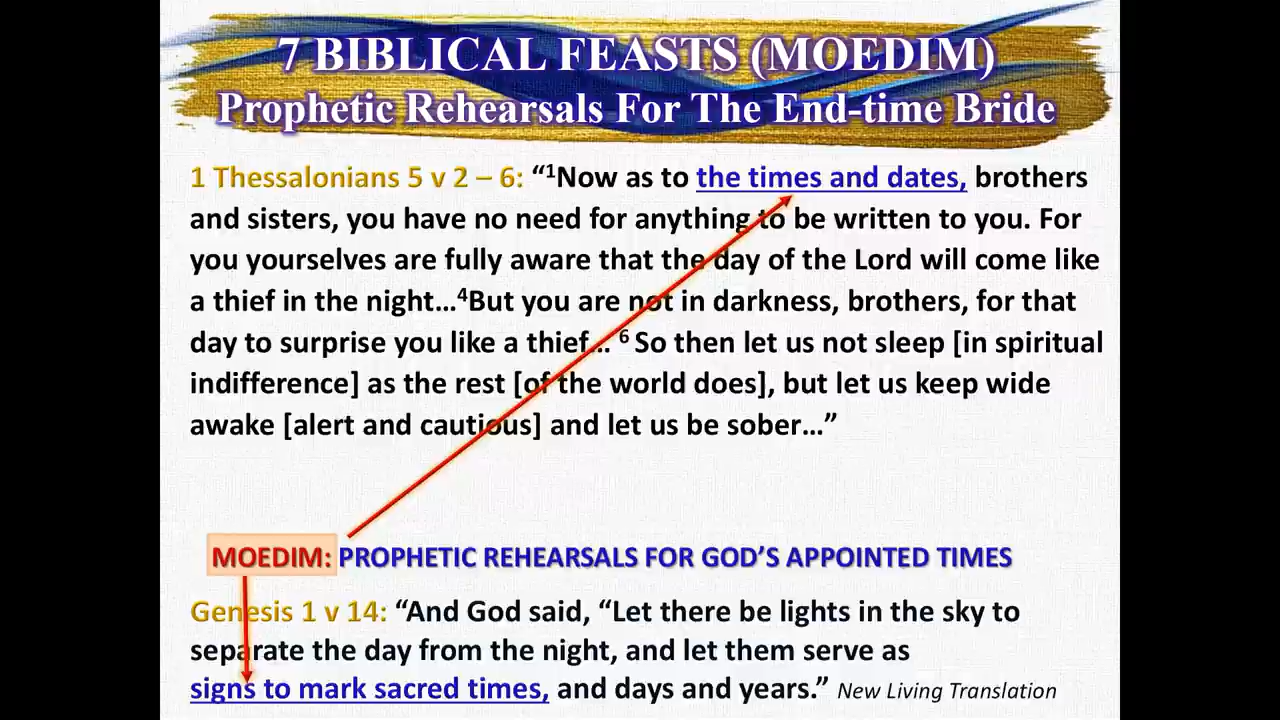 7 BIBLICAL FEASTS (MOEDIM)
Prophetic Rehearsals For The End-time Bride
1 Thessalonians 5 v 2 – 6: “¹Now as to the times and dates, brothers
and sisters, you have no need for anything to be written to you. For
you yourselves are fully aware that the day of the Lord will come like
a thief in the night…⁴But you are not in darkness, brothers, for that
day to surprise you like a thief… ⁶ So then let us not sleep [in spiritual
indifference] as the rest [of the world does], but let us keep wide
awake [alert and cautious] and let us be sober…”
MOEDIM: PROPHETIC REHEARSALS FOR GOD’S APPOINTED TIMES
Genesis 1 v 14: “And God said, “Let there be lights in the sky to
separate the day from the night, and let them serve as
signs to mark sacred times, and days and years.” New Living Translation